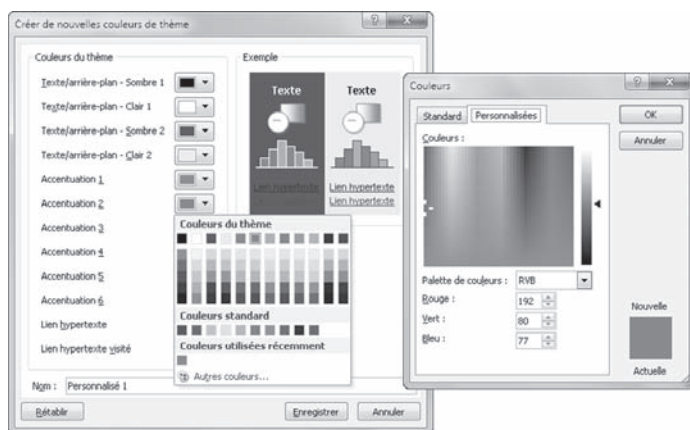 Créer de nouvelles couleurs de thème
Couleurs du thème
Texte/arrière-plan - Sombre 1
Texte/arrière-plan - Clair 1
Texte/arrière-plan - Sombre 2
Texte/arrière-plan - Clair 2
Accentuation 1
Accentuation 2
Accentuation 3
Accentuation 4
Accentuation 5
Accentuation 6
Lien hypertexte
Lien hypertexte visité
Nom : Personnalisé 1
Rétablir
Enregistrer
Annuler
Exemple
Texte
Texte
Lien hypertexte
Lien hypertexte
Lien hypertexte
Couleurs du thème
Couleurs standard
Couleurs utilisées récemment
Autres couleurs...
Couleurs
Standard
Personnalisées
OK
Annuler
Couleurs :
Palette de couleurs : RVB
Rouge : 192
Vert : 80
Bleu : 77
Nouvelle
Actuelle